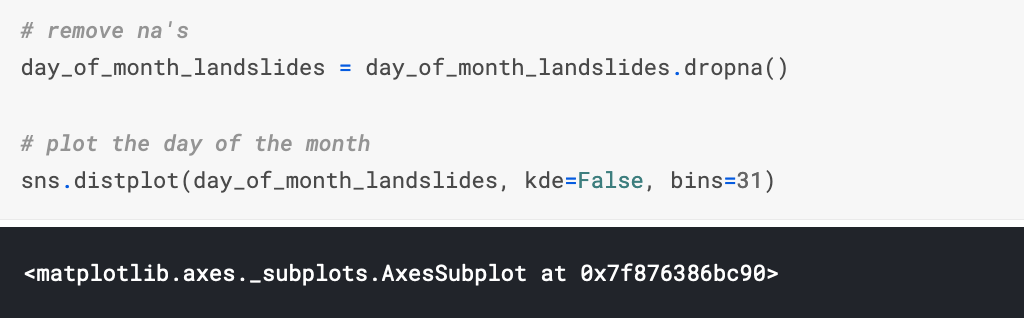 # remove na's
day_of_month_landslides = day_of_month_landslides.dropna()
# plot the day of the month
sns.distplot(day_of_month_landslides, kde=False, bins=31)
<matplotlib.axes._subplots.AxesSubplot at 0x7f876386bc90>